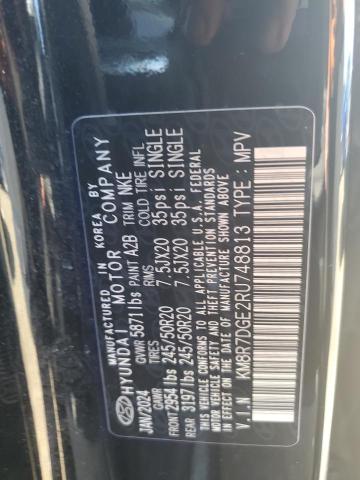 MANUFACTURED IN KOREA BY
HYUNDAI MOTOR COMPANY
JAN/2024 GVWR 5871lbs PAINT A2B TRIM NKE
GAWR TIRES RIMS COLD TIRE INFL
FRONT 2954 lbs 245/50R20 7.5JX20 35psi SINGLE
REAR 3197 lbs 245/50R20 7.5JX20 35psi SINGLE
THIS VEHICLE CONFORMS TO ALL APPLICABLE U.S.A. FEDERAL
MOTOR VEHICLE SAFETY, BUMPER, AND THEFT PREVENTION STANDARDS
IN EFFECT ON THE DATE OF MANUFACTURE SHOWN ABOVE.
V.I.N KM8R7DGE2RU748813 TYPE : MPV